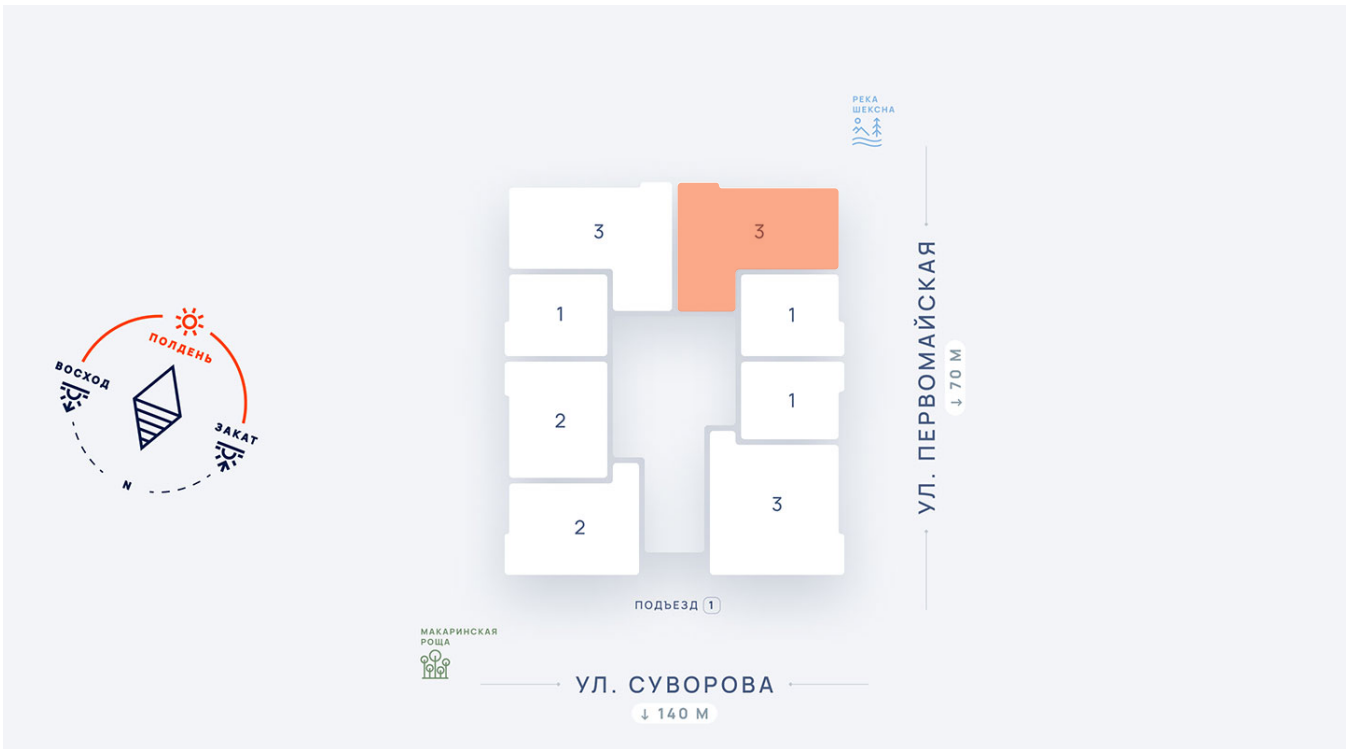 РЕКА
ШЕКСНА
3
3
1
1
ПОЛДЕНЬ
ВОСХОД
ЗАКАТ
N
2
1
2
3
УЛ. ПЕРВОМАЙСКАЯ
↓ 70 М
ПОДЪЕЗД 1
МАКАРИНСКАЯ
РОЩА
УЛ. СУВОРОВА
↓ 140 М